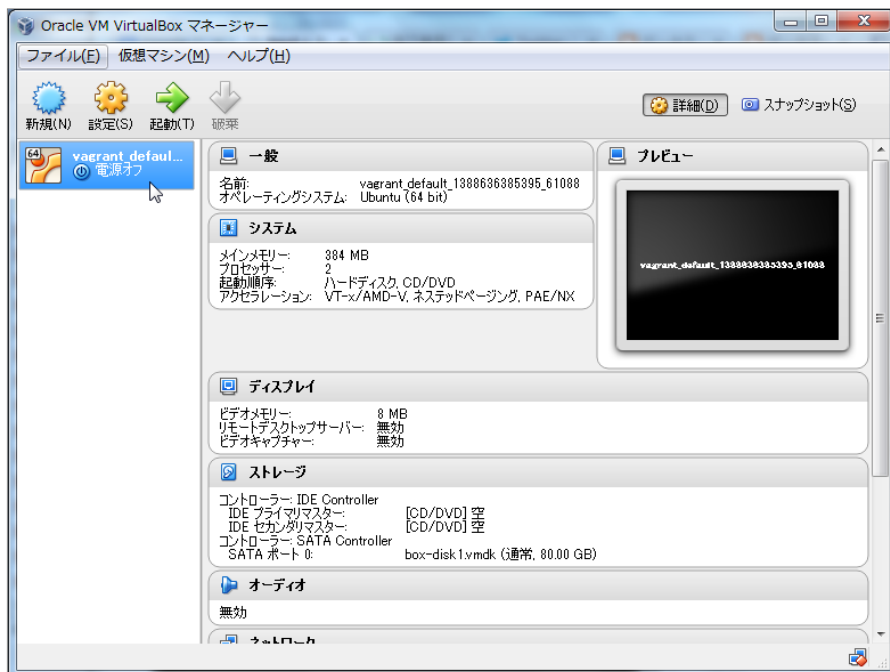 Oracle VM VirtualBox マネージャー
ファイル(F) 仮想マシン(M) ヘルプ(H)
新規(N) 設定(S) 起動(T) 破棄
詳細(D) スナップショット(S)
64
vagrant_defaul...
電源オフ
一般
名前: vagrant_default_1388636385395_61088
オペレーティングシステム: Ubuntu (64 bit)
システム
メインメモリー: 384 MB
プロセッサー: 2
起動順序: ハードディスク, CD/DVD
アクセラレーション: VT-x/AMD-V, ネステッドページング, PAE/NX
プレビュー
vagrant_default_1388636385395_61088
ディスプレイ
ビデオメモリー: 8 MB
リモートデスクトップサーバー: 無効
ビデオキャプチャー: 無効
ストレージ
コントローラー: IDE Controller
IDE プライマリマスター: [CD/DVD] 空
IDE セカンダリマスター: [CD/DVD] 空
コントローラー: SATA Controller
SATA ポート 0: box-disk1.vmdk (通常, 80.00 GB)
オーディオ
無効
ネットワーク